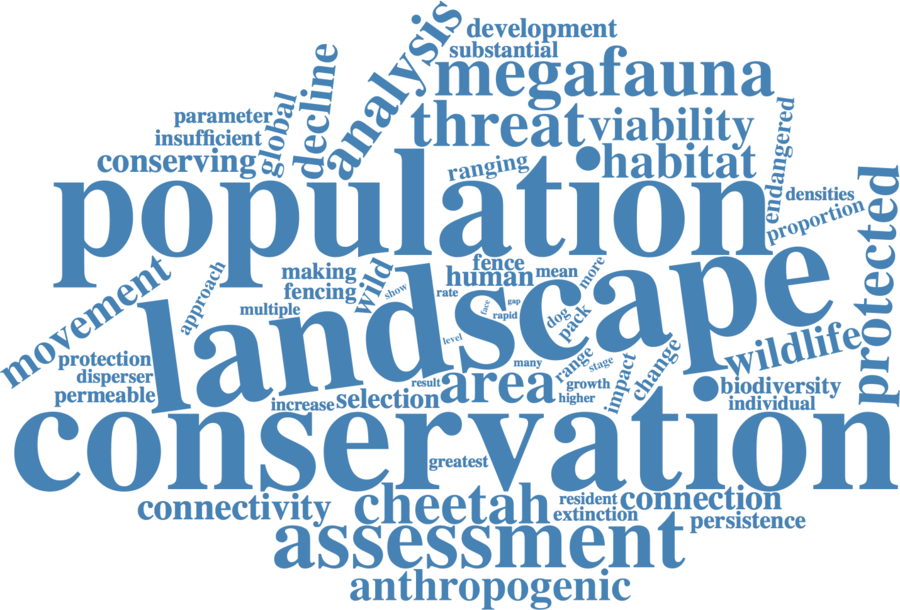 development
substantial
analysis
megafauna
decline
global
parameter
insufficient
conserving
threat
viability
habitat
ranging
endangered
densities
proportion
protected
population
movement
approach
making
fencing
multiple
wild
show
fence
human
mean
more
rate
face
gap
rapid
dog
pack
level
landscape
wildlife
protection
disperser
permeable
many
range
stage
impact
change
result
area
growth
higher
increase
selection
biodiversity
individual
conservation
greatest
connectivity
cheetah
resident
extinction
connection
persistence
assessment
anthropogenic